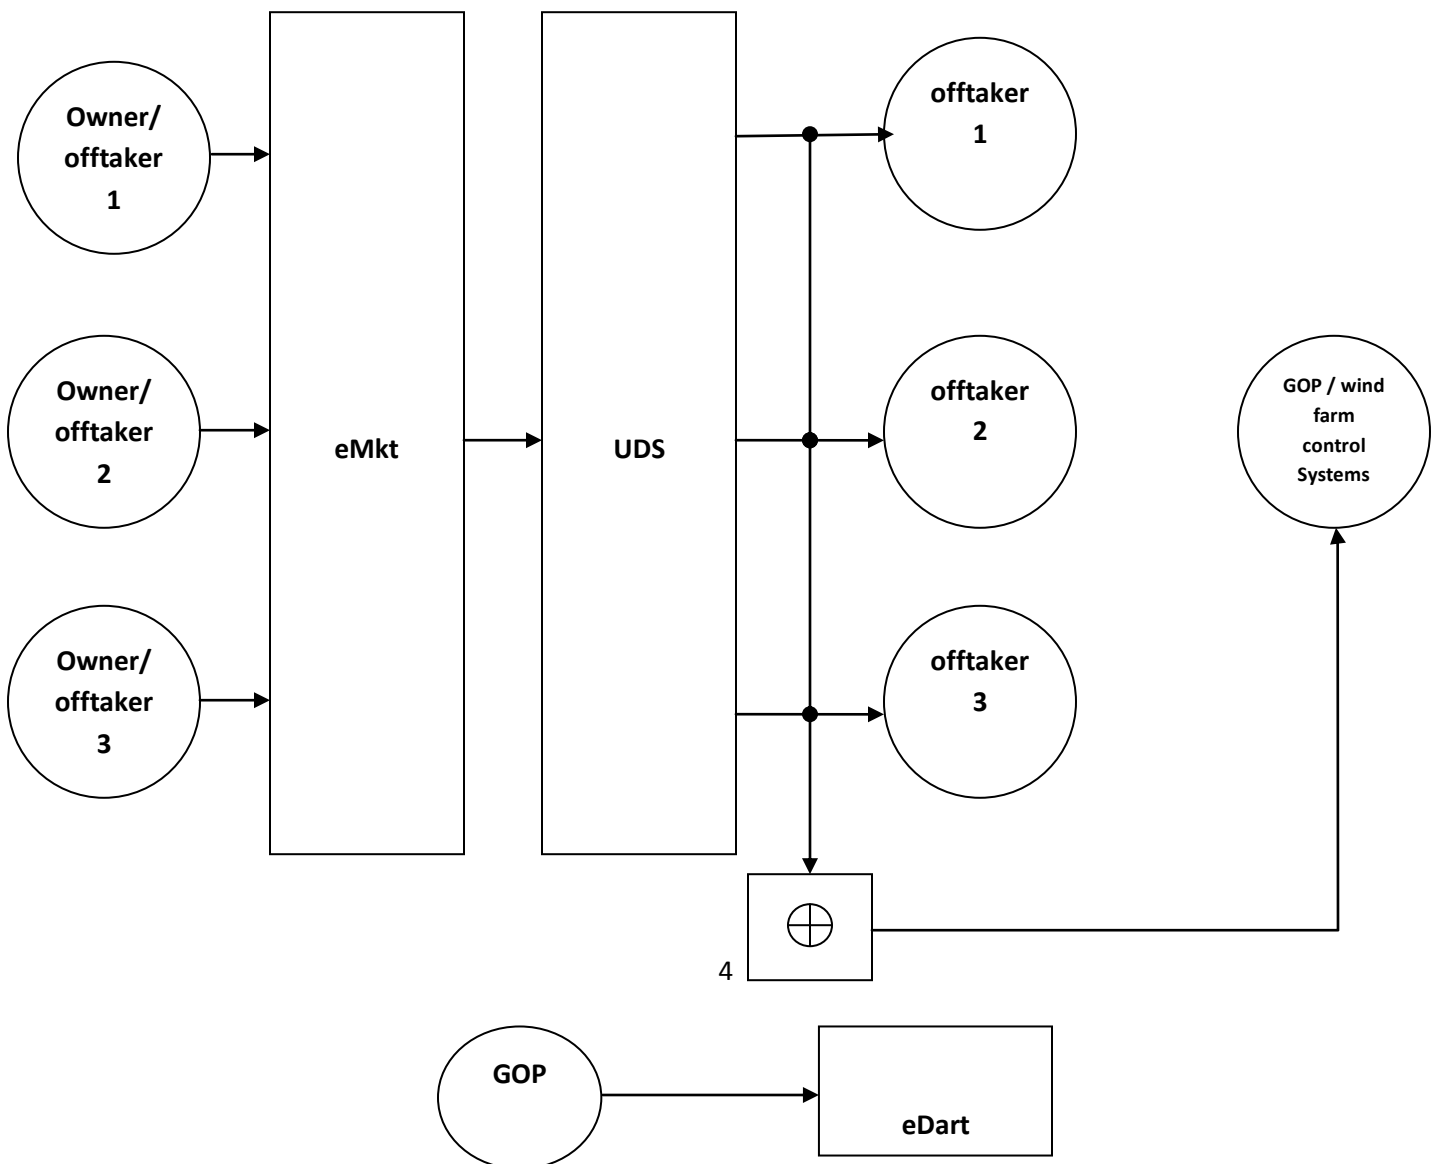 Owner/
offtaker
1
offtaker
1
Owner/
offtaker
2
eMkt
UDS
offtaker
2
GOP / wind
farm
control
Systems
Owner/
offtaker
3
offtaker
3
4
GOP
eDart